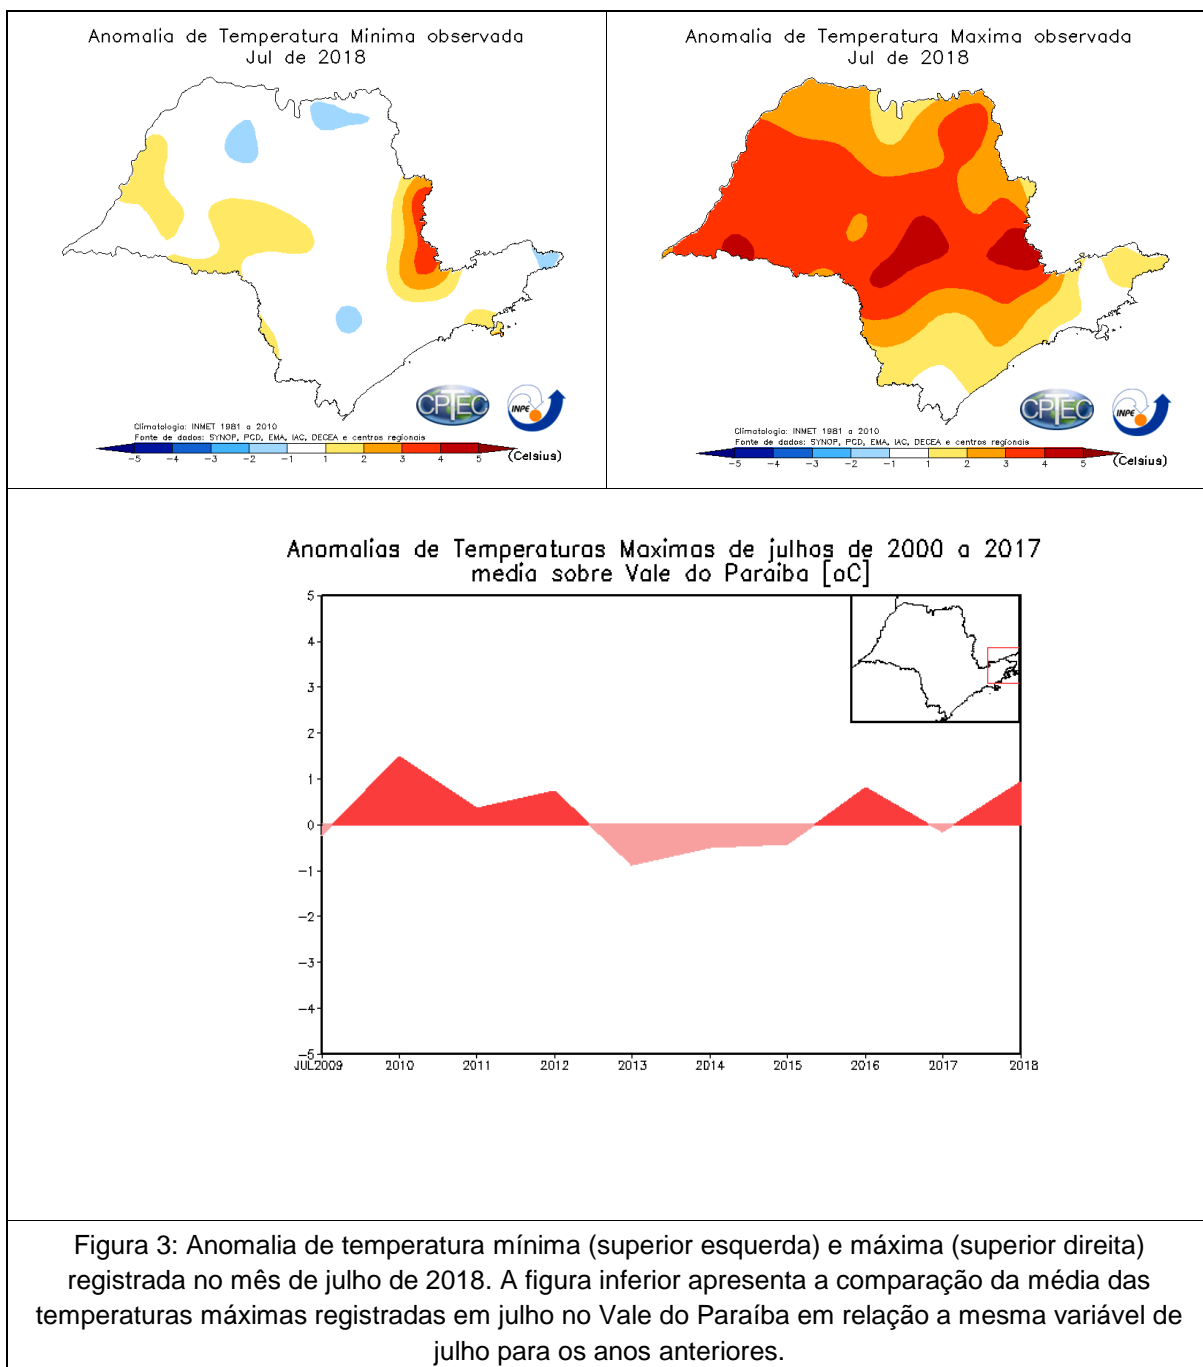 Anomalia de Temperatura Minima observada
Jul de 2018
CPTEC
INPE
Climatologia: INMET 1981 a 2010
Fonte de dados: SYNOP, PCD, EMA, IAC, DECEA e centros regionais
-5 -4 -3 -2 -1 1 2 3 4 5 (Celsius)
Anomalia de Temperatura Maxima observada
Jul de 2018
CPTEC
INPE
Climatologia: INMET 1981 a 2010
Fonte de dados: SYNOP, PCD, EMA, IAC, DECEA e centros regionais
-5 -4 -3 -2 -1 1 2 3 4 5 (Celsius)
Anomalias de Temperaturas Maximas de julhos de 2000 a 2017
media sobre Vale do Paraiba [oC]
5
4
3
2
1
0
-1
-2
-3
-4
-5
JUL2009 2010 2011 2012 2013 2014 2015 2016 2017 2018
Figura 3: Anomalia de temperatura mínima (superior esquerda) e máxima (superior direita)
registrada no mês de julho de 2018. A figura inferior apresenta a comparação da média das
temperaturas máximas registradas em julho no Vale do Paraíba em relação a mesma variável de
julho para os anos anteriores.